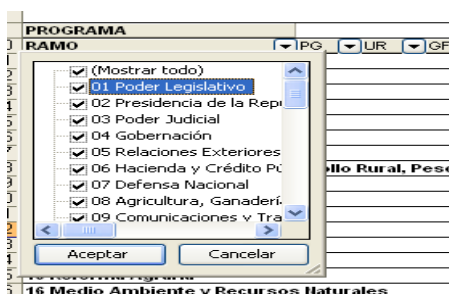 PROGRAMA
RAMO PG UR GF
(Mostrar todo)
01 Poder Legislativo
02 Presidencia de la Repú
03 Poder Judicial
04 Gobernación
05 Relaciones Exteriores
06 Hacienda y Crédito Pú
ollo Rural, Pesc
07 Defensa Nacional
08 Agricultura, Ganaderí
09 Comunicaciones y Tra
Aceptar Cancelar
16 Medio Ambiente y Recursos Naturales